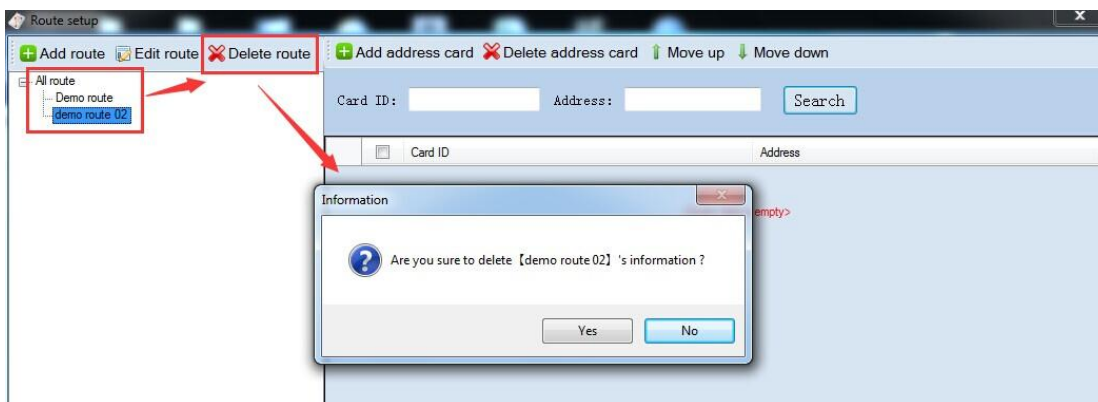 Route setup
Add route Edit route Delete route Add address card Delete address card Move up Move down
All route
Demo route
demo route 02
Card ID: Address: Search
Card ID Address
empty>
Information
Are you sure to delete【demo route 02】 's information ?
Yes No